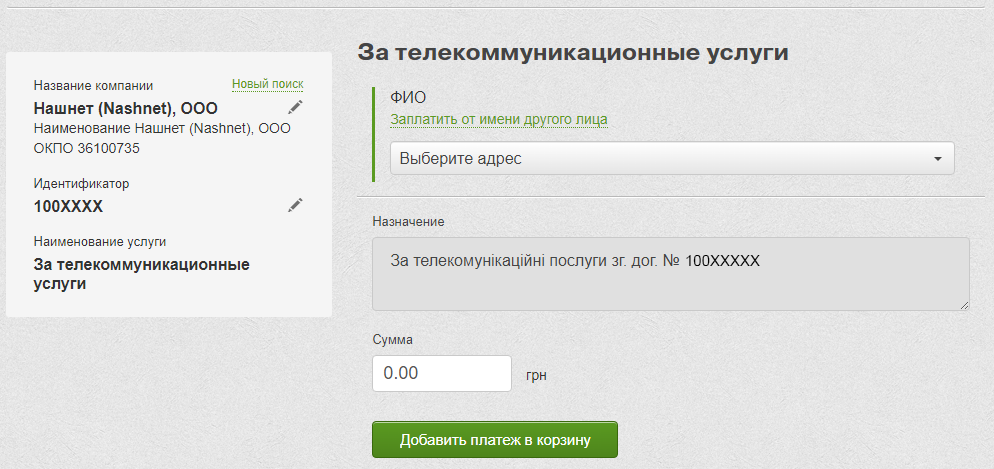 Название компании
Новый поиск
Нашнет (Nashnet), ООО
Наименование Нашнет (Nashnet), ООО
ОКПО 36100735
Идентификатор
100XXXX
Наименование услуги
За телекоммуникационные
услуги
За телекоммуникационные услуги
ФИО
Заплатить от имени другого лица
Выберите адрес
Назначение
За телекомунікаційні послуги зг. дог. № 100XXXXX
Сумма
0.00 грн
Добавить платеж в корзину